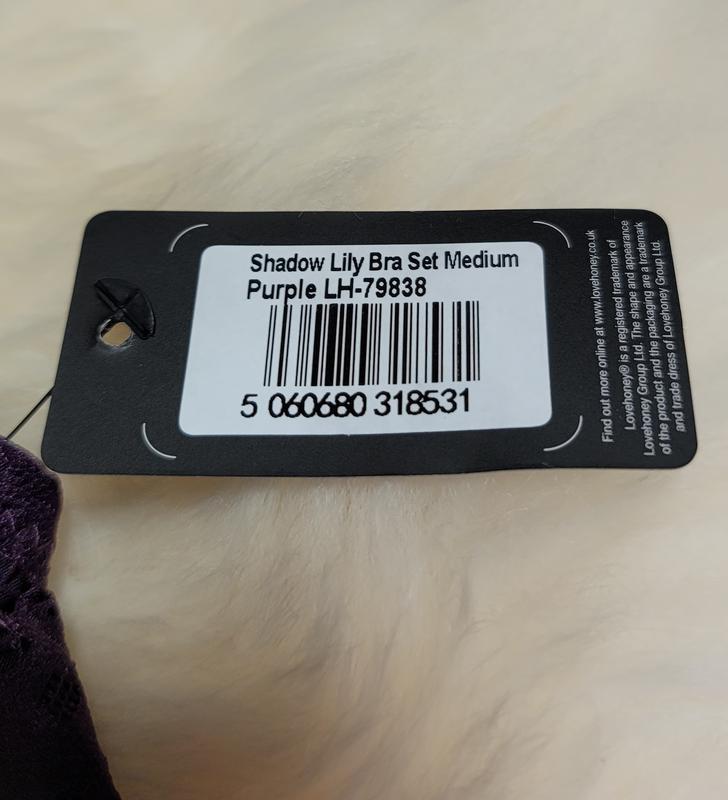 Shadow Lily Bra Set Medium
Purple LH-79838
5 060680 318531
Find out more online at www.lovehoney.co.uk
Lovehoney® is a registered trademark of
Lovehoney Group Ltd. The shape and appearance
of the product and the packaging are a trademark
and trade dress of Lovehoney Group Ltd.